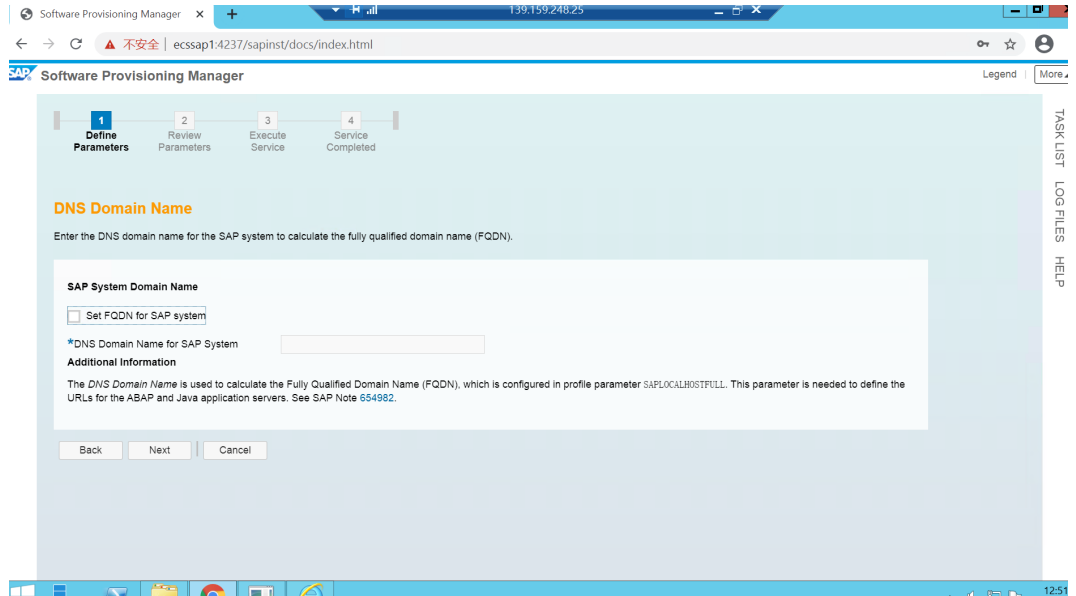 Software Provisioning Manager
139.159.248.25
不安全 | ecssap1:4237/sapinst/docs/index.html
SAP Software Provisioning Manager
Legend
More
1
Define
Parameters
2
Review
Parameters
3
Execute
Service
4
Service
Completed
TASK LIST
LOG FILES
HELP
DNS Domain Name
Enter the DNS domain name for the SAP system to calculate the fully qualified domain name (FQDN).
SAP System Domain Name
Set FQDN for SAP system
*DNS Domain Name for SAP System
Additional Information
The DNS Domain Name is used to calculate the Fully Qualified Domain Name (FQDN), which is configured in profile parameter SAPLOCALHOSTFULL. This parameter is needed to define the
URLs for the ABAP and Java application servers. See SAP Note 654982.
Back
Next
Cancel
12:51